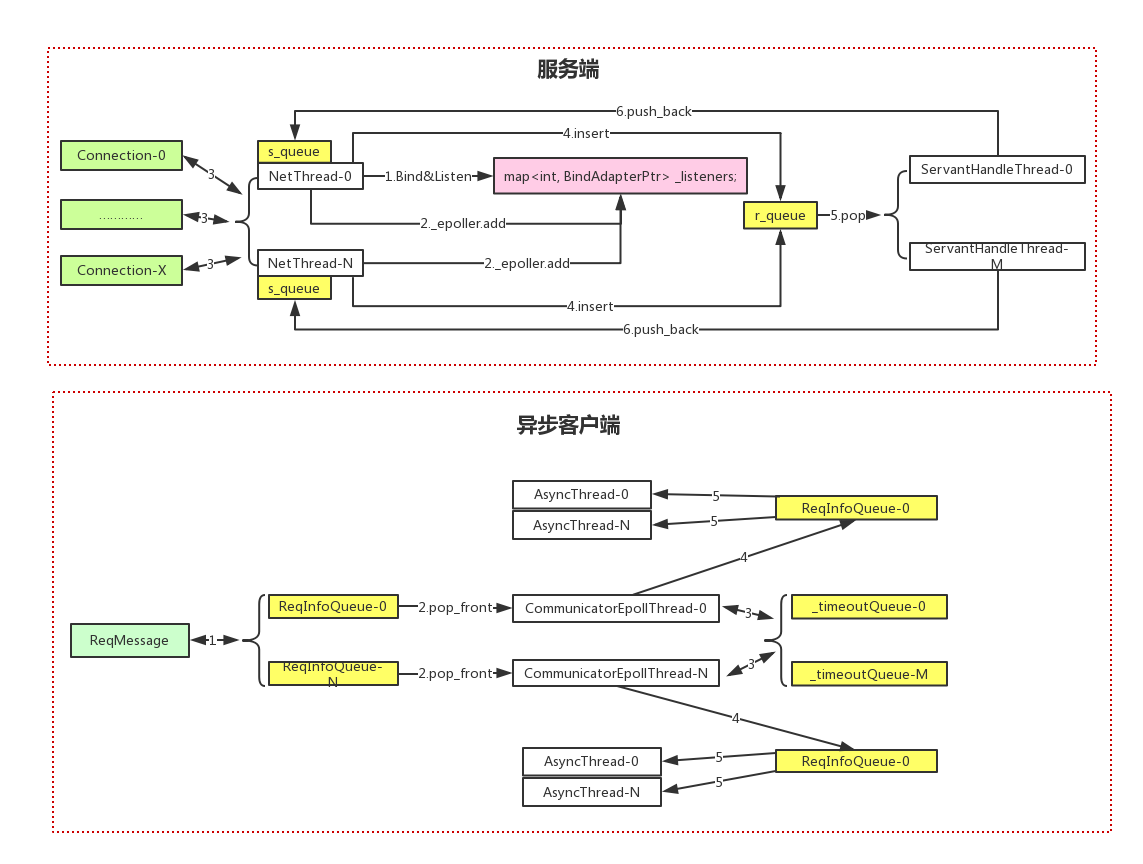 服务端
6.push_back
4.insert
s_queue
Connection-0
NetThread-0
1.Bind&Listen
map<int, BindAdapterPtr> _listeners;
ServantHandleThread-0
3
…………
3
2._epoller.add
r_queue
5.pop
Connection-X
3
NetThread-N
2._epoller.add
ServantHandleThread-
M
s_queue
4.insert
6.push_back
异步客户端
AsyncThread-0
5
ReqInfoQueue-0
AsyncThread-N
5
4
ReqInfoQueue-0
2.pop_front
CommunicatorEpollThread-0
3
_timeoutQueue-0
ReqMessage
1
ReqInfoQueue-
N
2.pop_front
CommunicatorEpollThread-N
3
_timeoutQueue-M
4
AsyncThread-0
5
ReqInfoQueue-0
AsyncThread-N
5